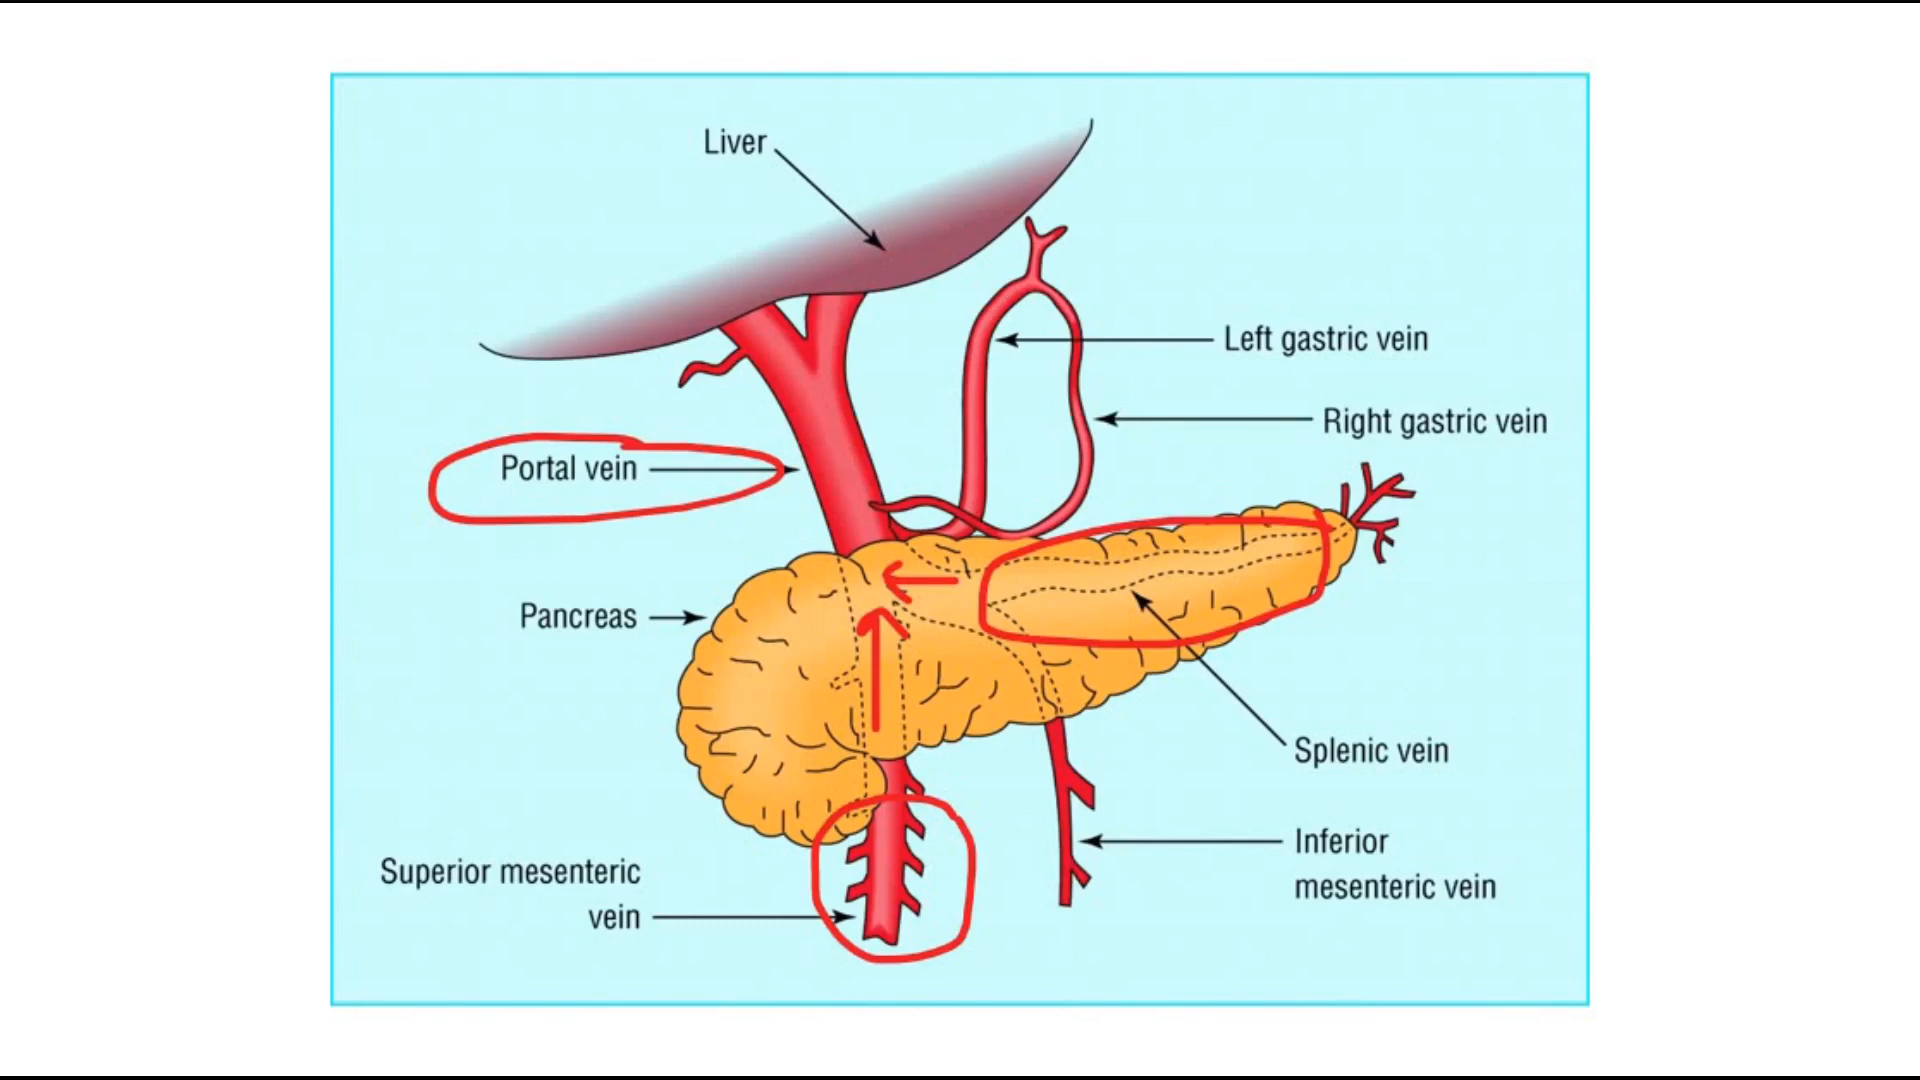 Liver
Left gastric vein
Right gastric vein
Portal vein
Pancreas
Splenic vein
Superior mesenteric
vein
Inferior
mesenteric vein